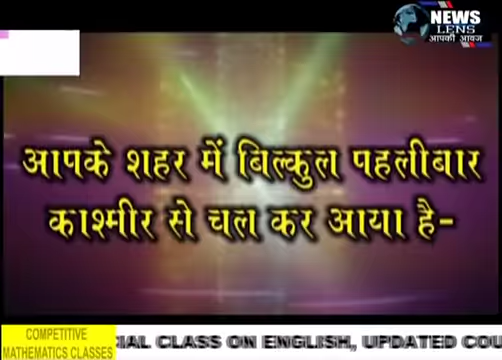 NEWS
LENS
आपकी आवाज
आपके शहर में बिल्कुल पहलीबार
काश्मीर से चल कर आया है-
COMPETITIVE
MATHEMATICS CLASSES
CIAL CLASS ON ENGLISH, UPDATED COU